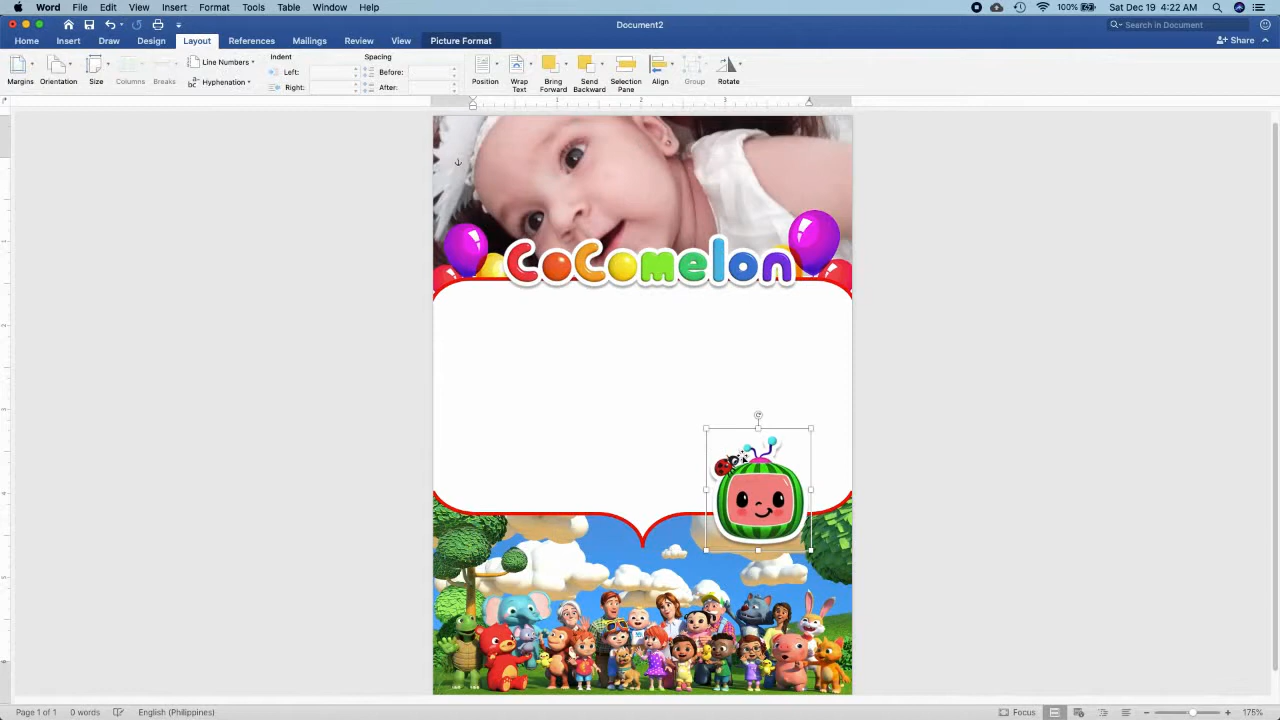 Word File Edit View Insert Format Tools Table Window Help 100% Sat Dec 19 4:22 AM
Document2 Search in Document
Home Insert Draw Design Layout References Mailings Review View Picture Format Share
Line Numbers Indent Spacing
Left: Before:
Margins Orientation Size Columns Breaks Hyphenation Right: After: Position Wrap Text Bring Forward Send Backward Selection Pane Align Group Rotate
1 2 3
CoComelon
Page 1 of 1 0 words English (Philippines) Focus 175%